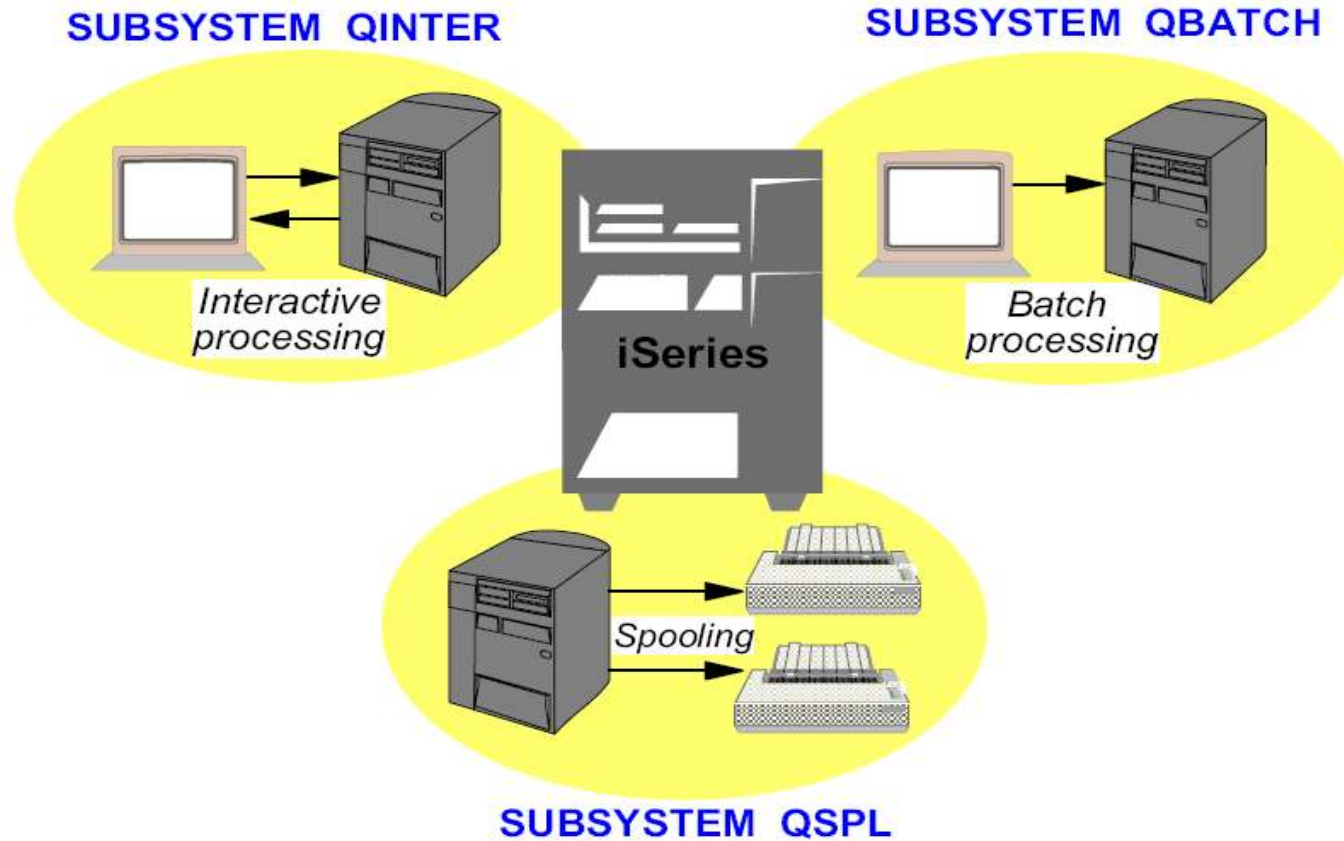 SUBSYSTEM QINTER
SUBSYSTEM QBATCH
Interactive
processing
iSeries
Batch
processing
Spooling
SUBSYSTEM QSPL